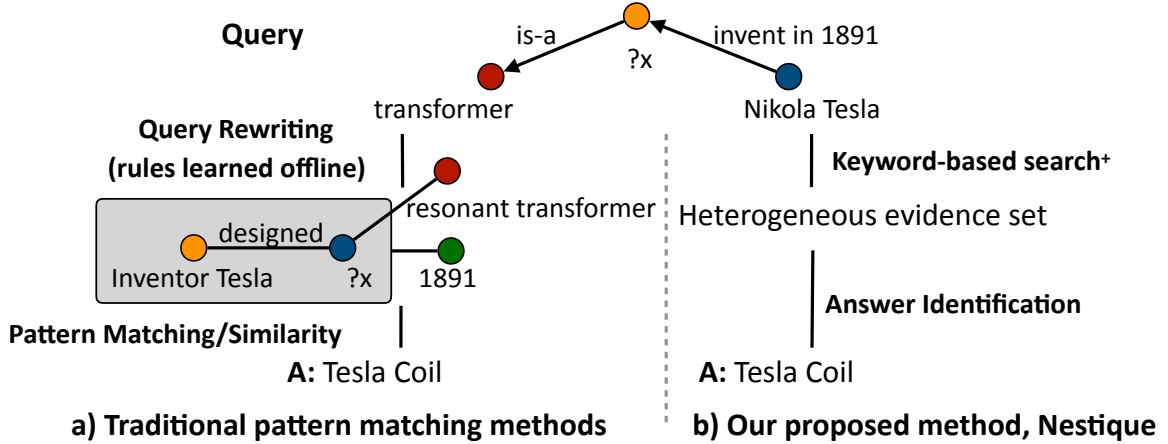 Query
is-a
?x
invent in 1891
transformer
Nikola Tesla
Query Rewriting
(rules learned offline)
resonant transformer
designed
Inventor Tesla
?x
1891
Pattern Matching/Similarity
A: Tesla Coil
a) Traditional pattern matching methods
Keyword-based search+
Heterogeneous evidence set
Answer Identification
A: Tesla Coil
b) Our proposed method, Nestique